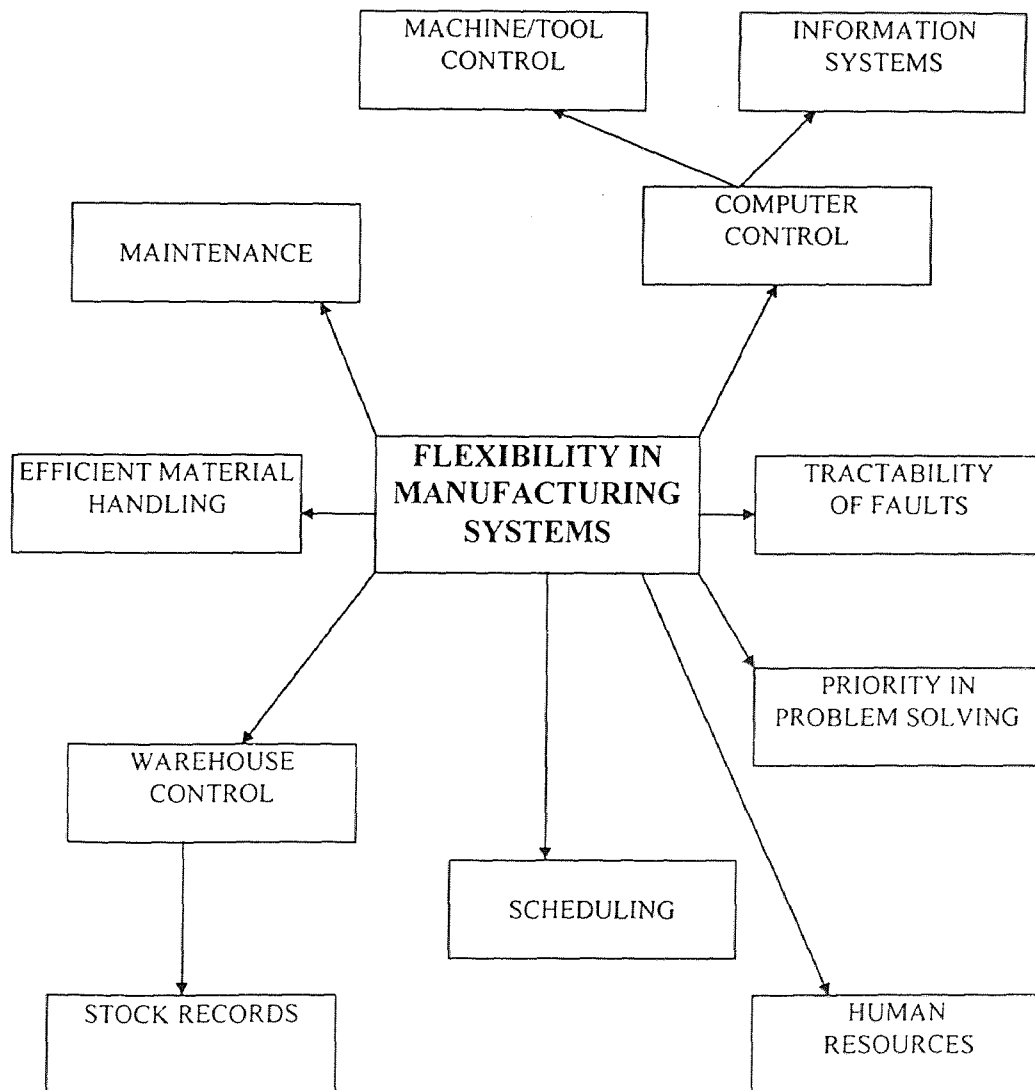 MACHINE/TOOL
CONTROL
INFORMATION
SYSTEMS
COMPUTER
CONTROL
MAINTENANCE
FLEXIBILITY IN
MANUFACTURING
SYSTEMS
EFFICIENT MATERIAL
HANDLING
TRACTABILITY
OF FAULTS
PRIORITY IN
PROBLEM SOLVING
WAREHOUSE
CONTROL
SCHEDULING
STOCK RECORDS
HUMAN
RESOURCES